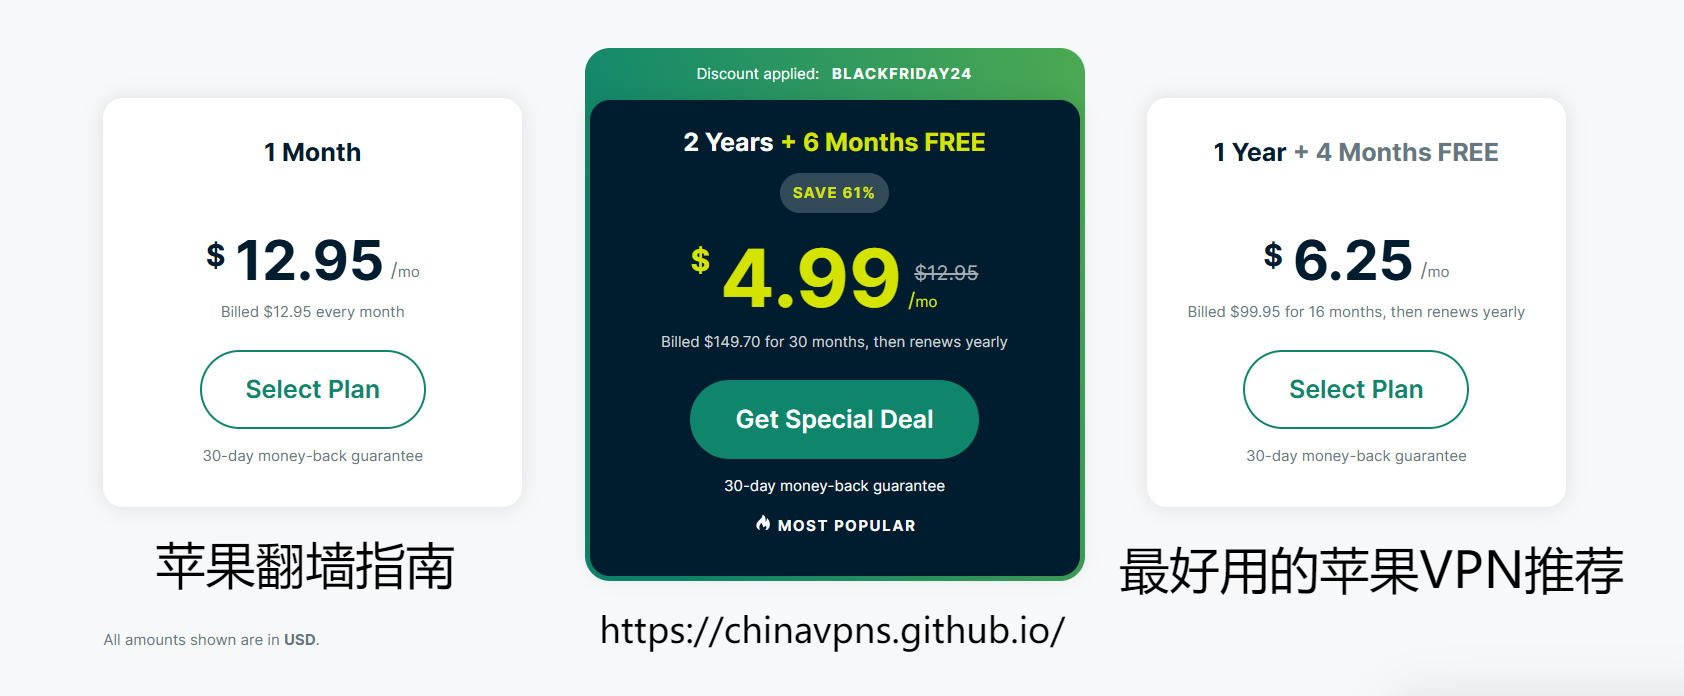 1 Month
$ 12.95 /mo
Billed $12.95 every month
Select Plan
30-day money-back guarantee
苹果翻墙指南
All amounts shown are in USD.
Discount applied: BLACKFRIDAY24
2 Years + 6 Months FREE
SAVE 61%
$ 4.99 $12.95 /mo
Billed $149.70 for 30 months, then renews yearly
Get Special Deal
30-day money-back guarantee
MOST POPULAR
https://chinavpns.github.io/
1 Year + 4 Months FREE
$ 6.25 /mo
Billed $99.95 for 16 months, then renews yearly
Select Plan
30-day money-back guarantee
最好用的苹果VPN推荐